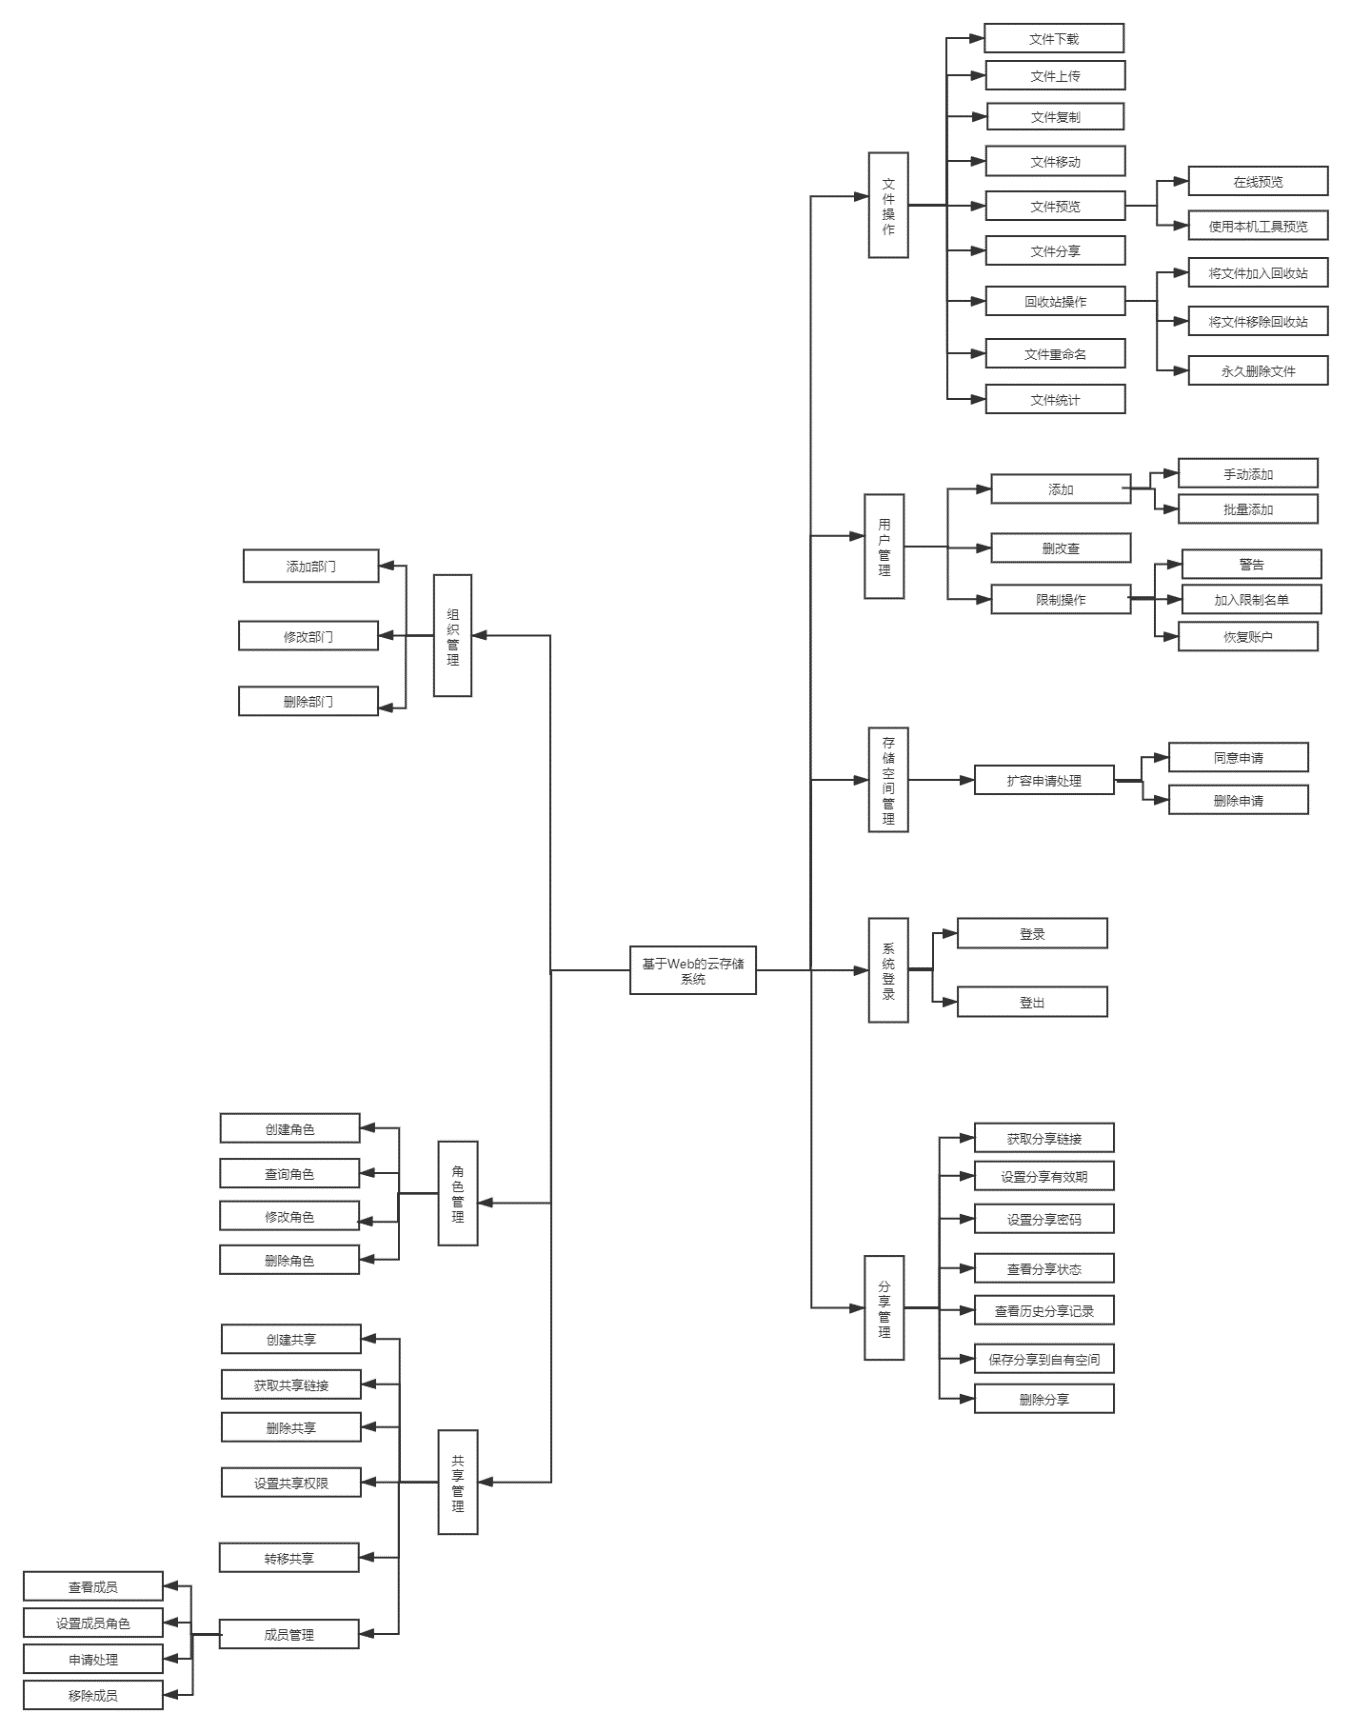 基于Web的云存储
系统
文件操作
文件下载
文件上传
文件复制
文件移动
文件预览
在线预览
使用本机工具预览
文件分享
回收站操作
将文件加入回收站
将文件移除回收站
永久删除文件
文件重命名
文件统计
用户管理
添加
手动添加
批量添加
删改查
限制操作
警告
加入限制名单
恢复账户
存储空间管理
扩容申请处理
同意申请
删除申请
系统登录
登录
登出
分享管理
获取分享链接
设置分享有效期
设置分享密码
查看分享状态
查看历史分享记录
保存分享到自有空间
删除分享
组织管理
添加部门
修改部门
删除部门
角色管理
创建角色
查询角色
修改角色
删除角色
共享管理
创建共享
获取共享链接
删除共享
设置共享权限
转移共享
成员管理
查看成员
设置成员角色
申请处理
移除成员